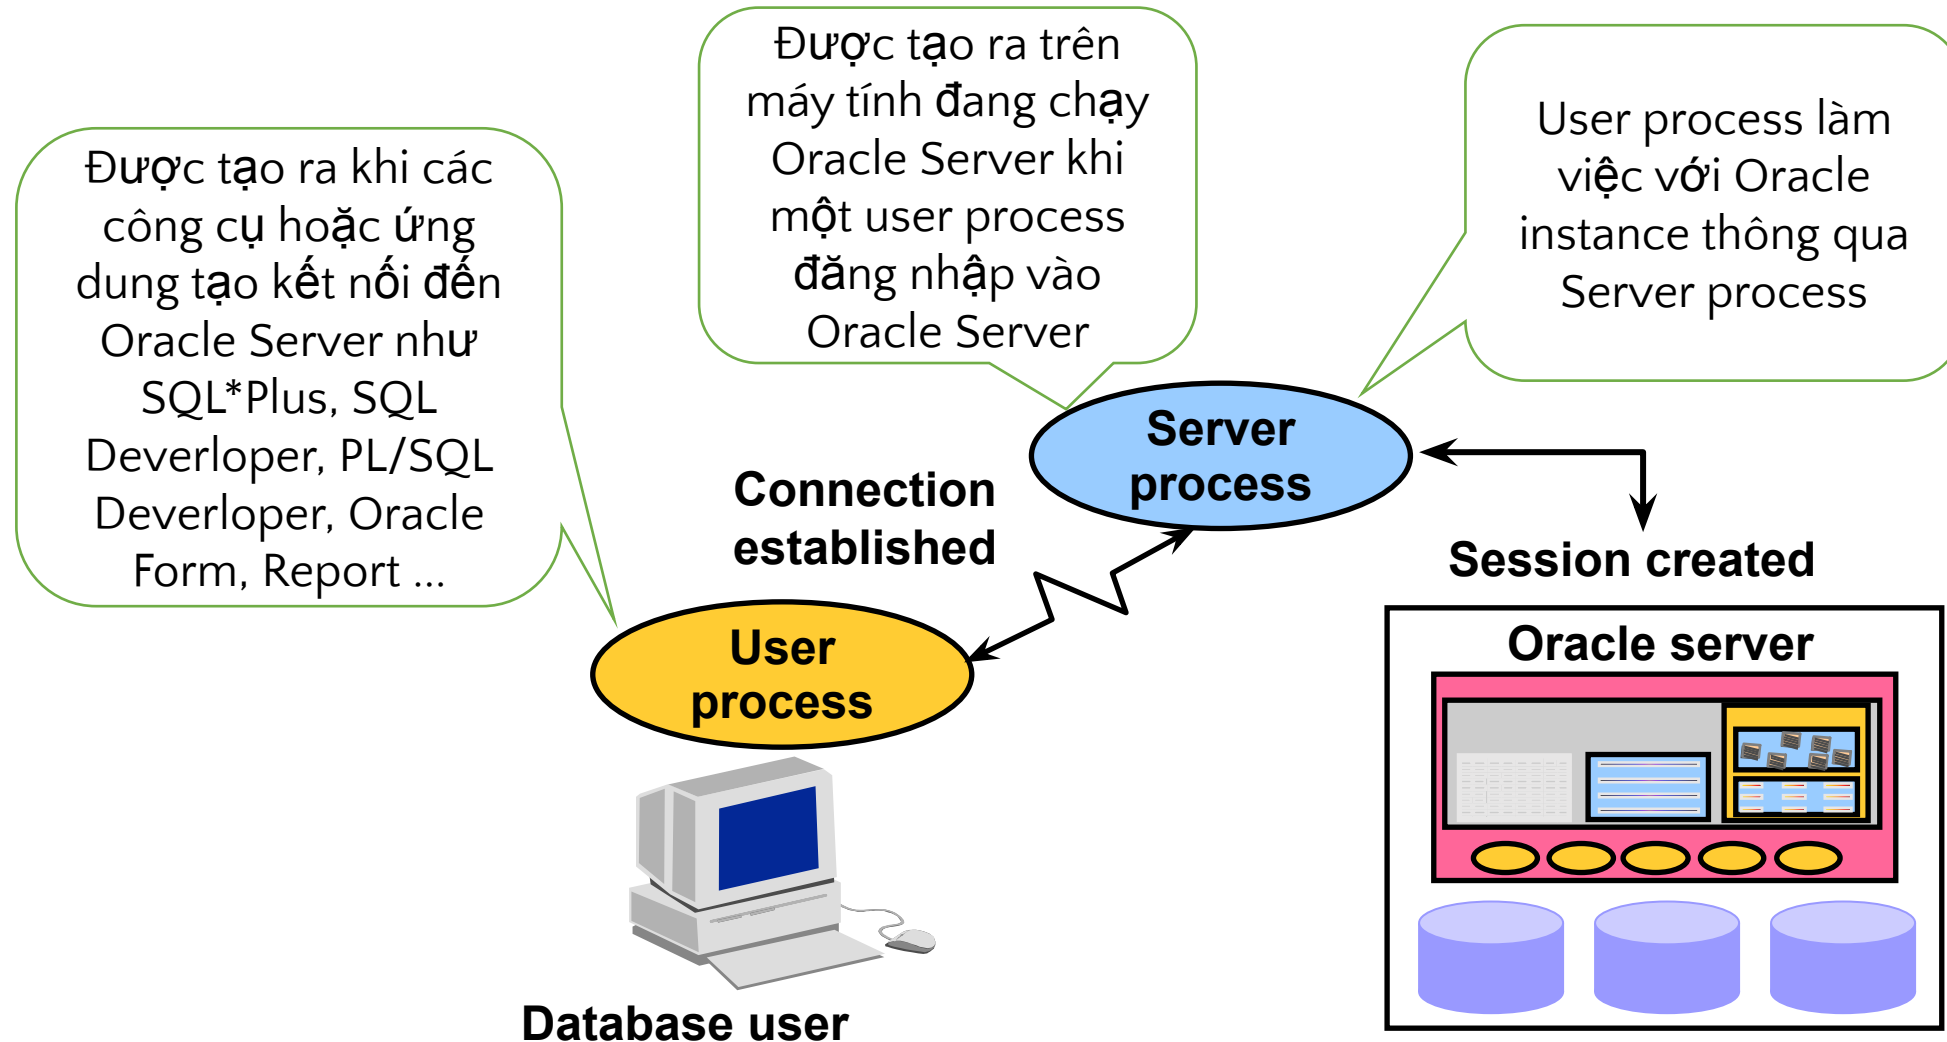 Được tạo ra khi các
công cụ hoặc ứng
dung tạo kết nối đến
Oracle Server như
SQL*Plus, SQL
Deverloper, PL/SQL
Deverloper, Oracle
Form, Report ...
Được tạo ra trên
máy tính đang chạy
Oracle Server khi
một user process
đăng nhập vào
Oracle Server
User process làm
việc với Oracle
instance thông qua
Server process
Server
process
Connection
established
User
process
Session created
Oracle server
Database user